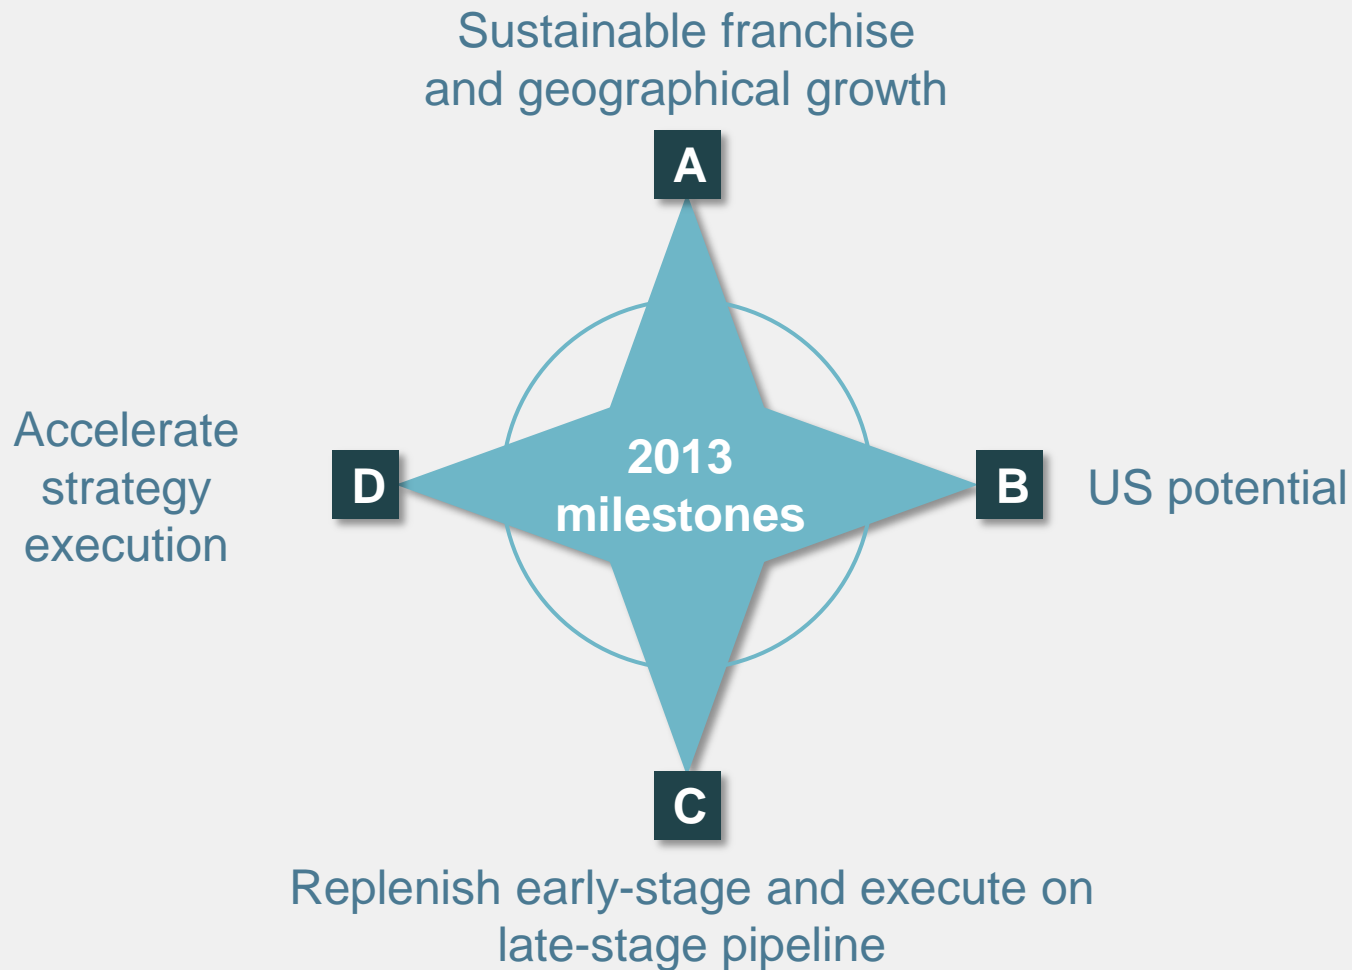 Sustainable franchise
and geographical growth
A
Accelerate
strategy
execution
D
2013
milestones
B
US potential
C
Replenish early-stage and execute on
late-stage pipeline